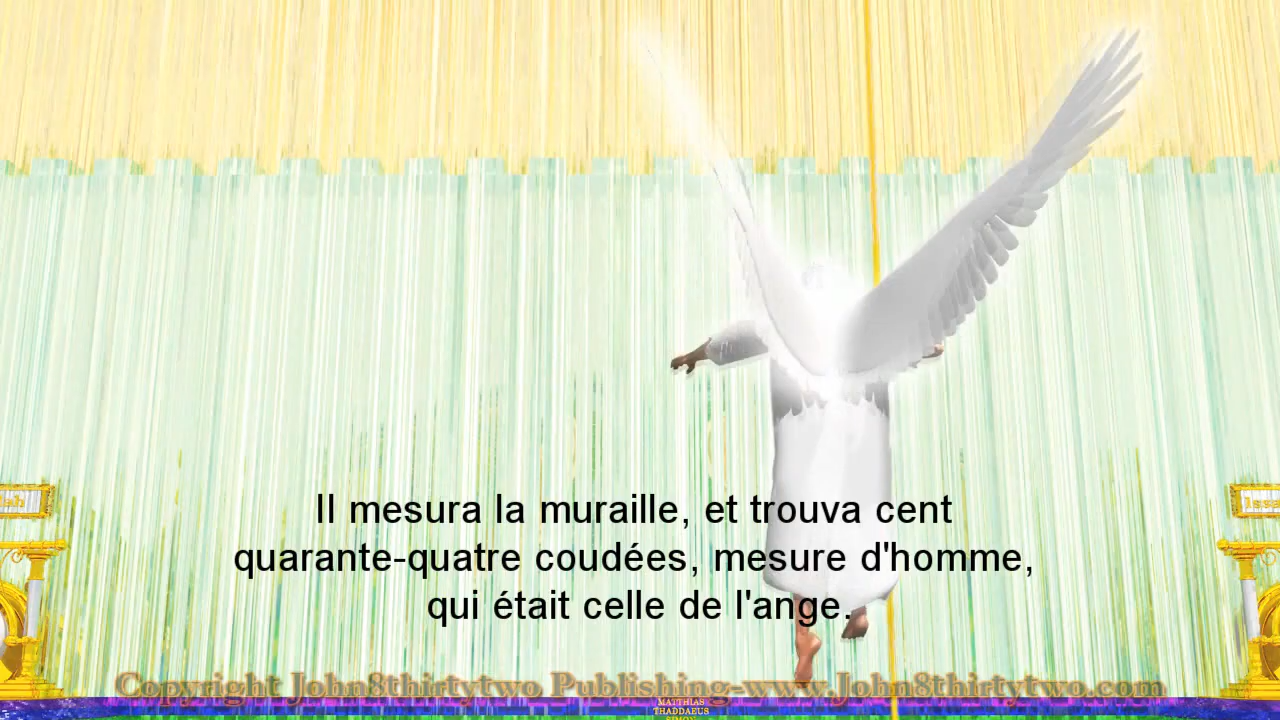 Il mesura la muraille, et trouva cent
quarante-quatre coudées, mesure d'homme,
qui était celle de l'ange.
Copyright John8thirtytwo Publishing-www.John8thirtytwo.com
MATTHIAS
THADDAEUS
SIMON